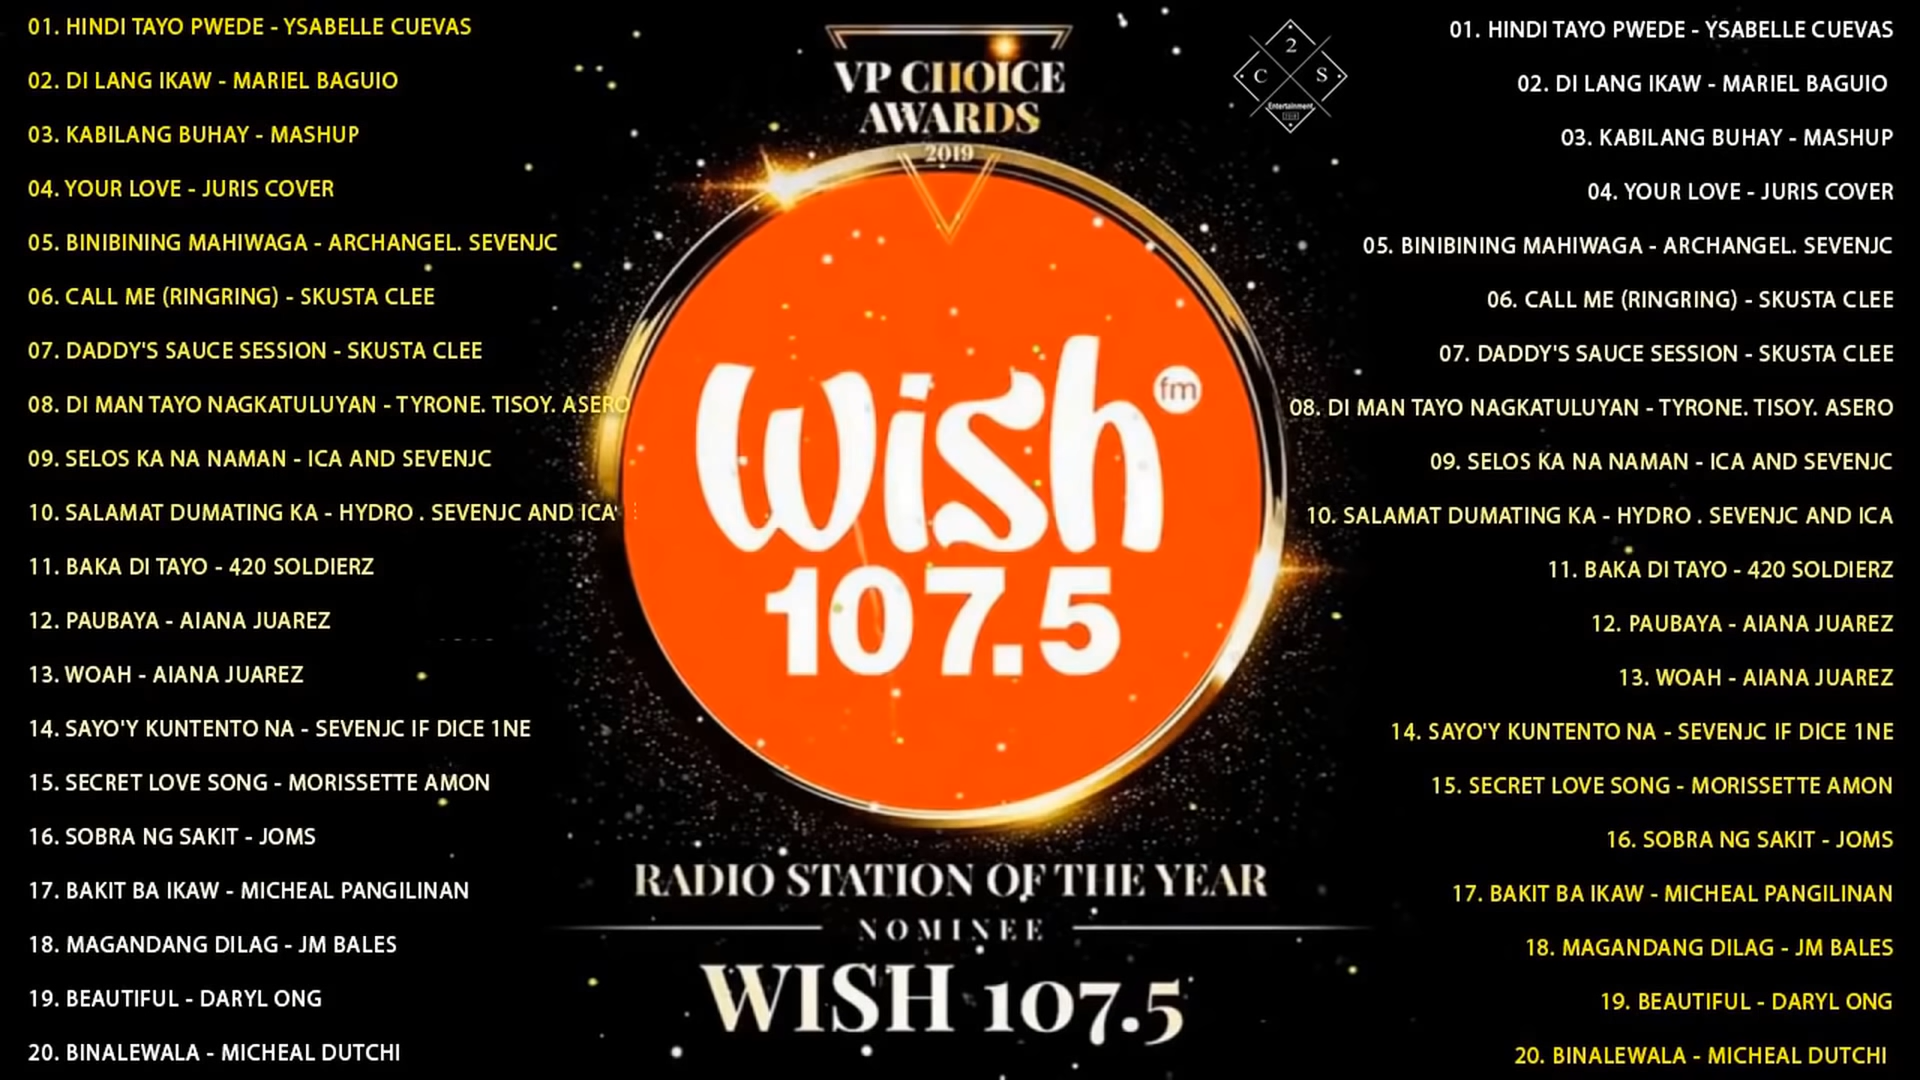 01. HINDI TAYO PWEDE - YSABELLE CUEVAS
02. DI LANG IKAW - MARIEL BAGUIO
03. KABILANG BUHAY - MASHUP
04. YOUR LOVE - JURIS COVER
05. BINIBINING MAHIWAGA - ARCHANGEL. SEVENJC
06. CALL ME (RINGRING) - SKUSTA CLEE
07. DADDY'S SAUCE SESSION - SKUSTA CLEE
08. DI MAN TAYO NAGKATULUYAN - TYRONE. TISOY. ASERO
09. SELOS KA NA NAMAN - ICA AND SEVENJC
10. SALAMAT DUMATING KA - HYDRO . SEVENJC AND ICA
11. BAKA DI TAYO - 420 SOLDIERZ
12. PAUBAYA - AIANA JUAREZ
13. WOAH - AIANA JUAREZ
14. SAYO'Y KUNTENTO NA - SEVENJC IF DICE 1NE
15. SECRET LOVE SONG - MORISSETTE AMON
16. SOBRA NG SAKIT - JOMS
17. BAKIT BA IKAW - MICHEAL PANGILINAN
18. MAGANDANG DILAG - JM BALES
19. BEAUTIFUL - DARYL ONG
20. BINALEWALA - MICHEAL DUTCHI
VP CHOICE
AWARDS
2019
wish fm
107.5
RADIO STATION OF THE YEAR
NOMINEE
WISH 107.5
2
C S
Entertainment
01. HINDI TAYO PWEDE - YSABELLE CUEVAS
02. DI LANG IKAW - MARIEL BAGUIO
03. KABILANG BUHAY - MASHUP
04. YOUR LOVE - JURIS COVER
05. BINIBINING MAHIWAGA - ARCHANGEL. SEVENJC
06. CALL ME (RINGRING) - SKUSTA CLEE
07. DADDY'S SAUCE SESSION - SKUSTA CLEE
08. DI MAN TAYO NAGKATULUYAN - TYRONE. TISOY. ASERO
09. SELOS KA NA NAMAN - ICA AND SEVENJC
10. SALAMAT DUMATING KA - HYDRO . SEVENJC AND ICA
11. BAKA DI TAYO - 420 SOLDIERZ
12. PAUBAYA - AIANA JUAREZ
13. WOAH - AIANA JUAREZ
14. SAYO'Y KUNTENTO NA - SEVENJC IF DICE 1NE
15. SECRET LOVE SONG - MORISSETTE AMON
16. SOBRA NG SAKIT - JOMS
17. BAKIT BA IKAW - MICHEAL PANGILINAN
18. MAGANDANG DILAG - JM BALES
19. BEAUTIFUL - DARYL ONG
20. BINALEWALA - MICHEAL DUTCHI